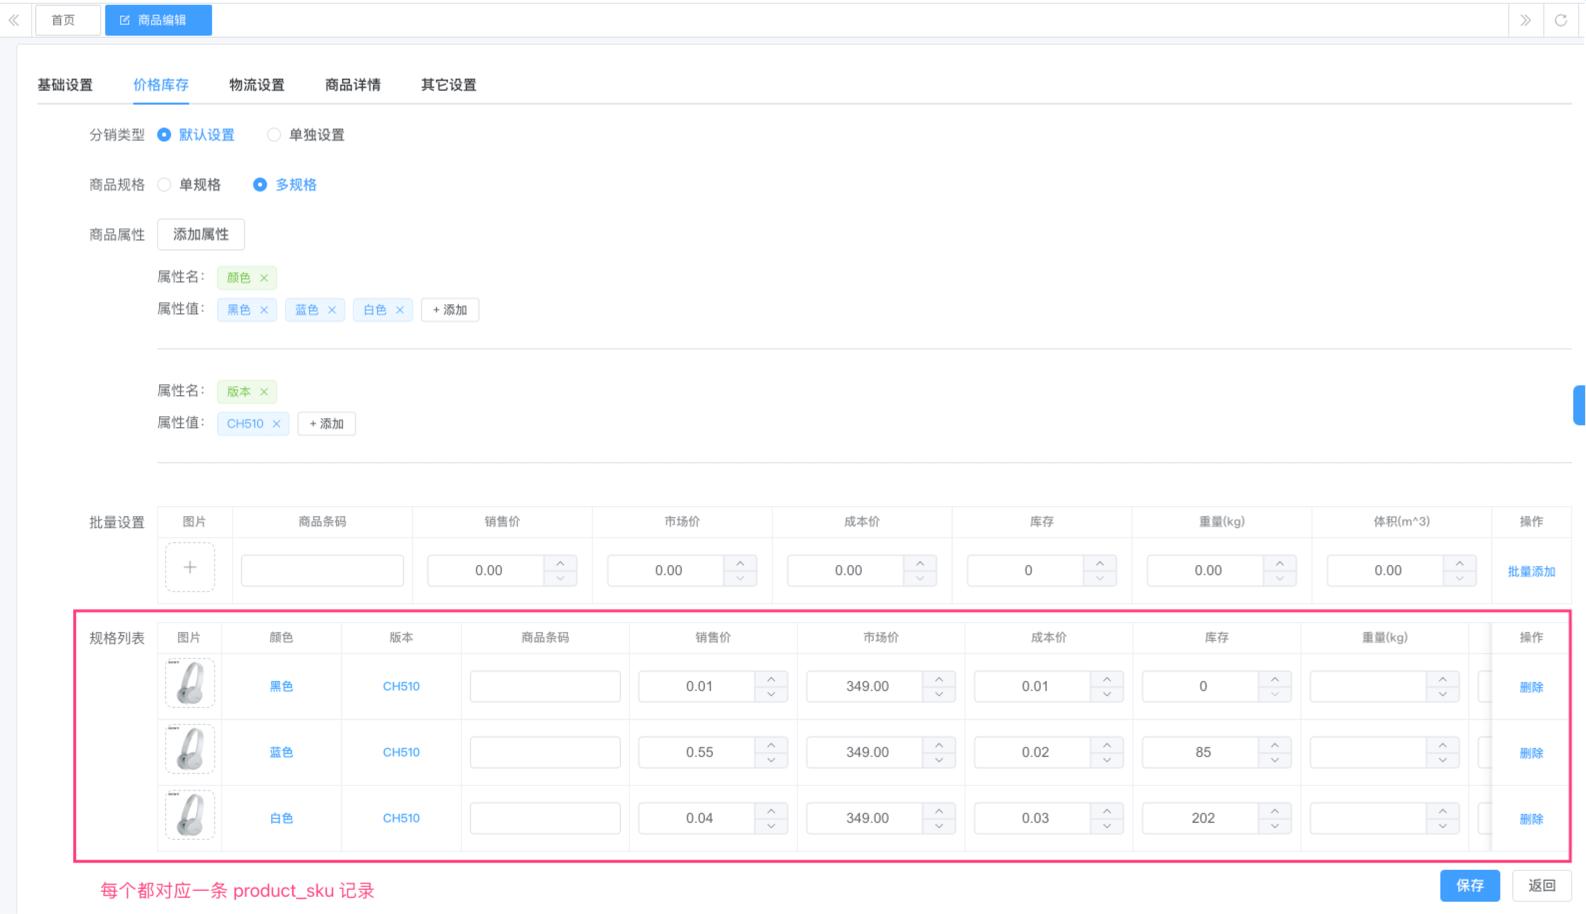 首页 商品编辑
基础设置 价格库存 物流设置 商品详情 其它设置
分销类型 默认设置 单独设置
商品规格 单规格 多规格
商品属性 添加属性
属性名: 颜色 ×
属性值: 黑色 × 蓝色 × 白色 × + 添加
属性名: 版本 ×
属性值: CH510 × + 添加
批量设置 图片 商品条码 销售价 市场价 成本价 库存 重量(kg) 体积(m^3) 操作
+ 0.00 0.00 0.00 0 0.00 0.00 批量添加
规格列表 图片 颜色 版本 商品条码 销售价 市场价 成本价 库存 重量(kg) 操作
黑色 CH510 0.01 349.00 0.01 0 删除
蓝色 CH510 0.55 349.00 0.02 85 删除
白色 CH510 0.04 349.00 0.03 202 删除
每个都对应一条 product_sku 记录
保存 返回